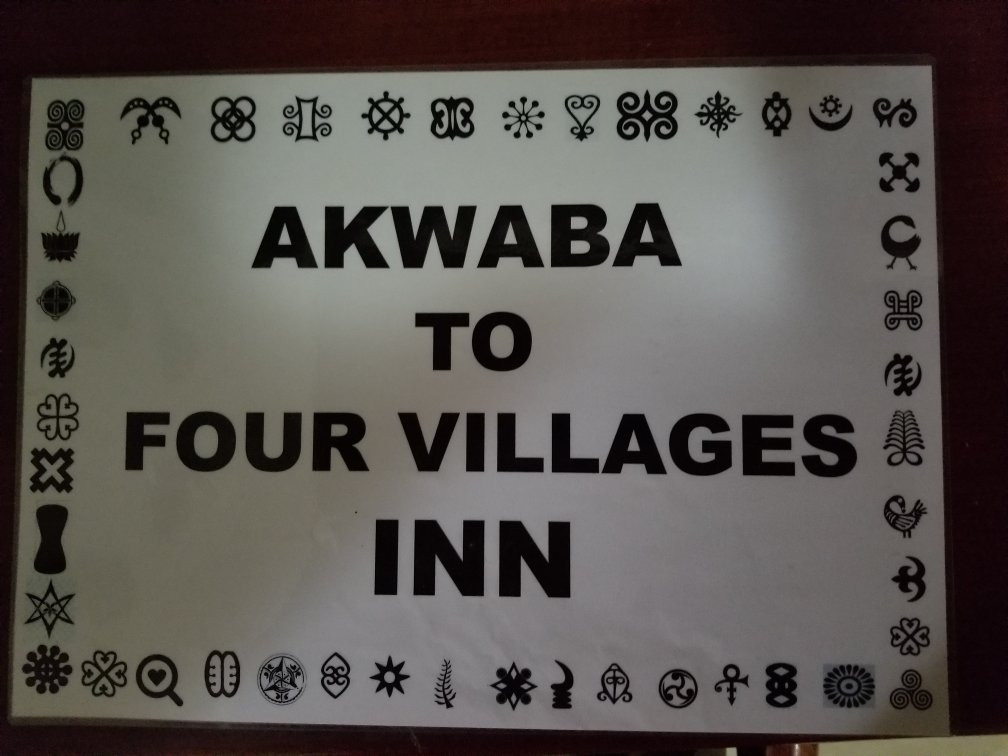 AKWABA
TO
FOUR VILLAGES
INN